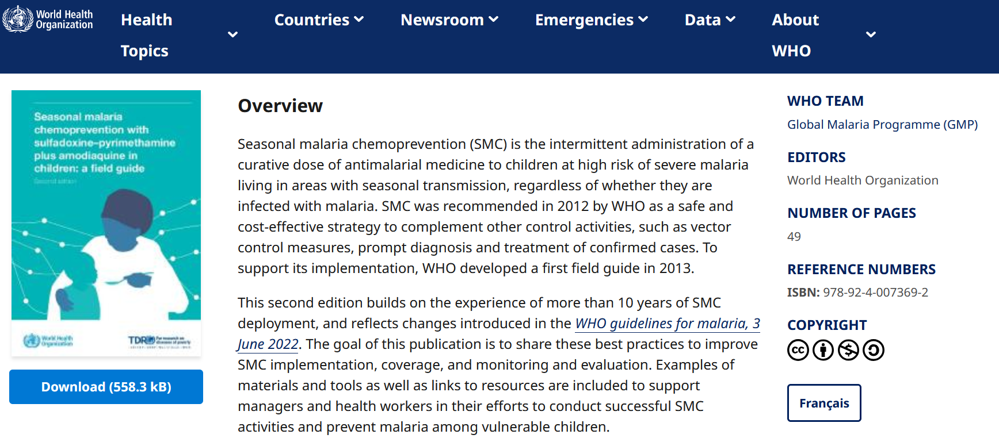 World Health
Organization
Health
Topics
Countries
Newsroom
Emergencies
Data
About
WHO
Seasonal malaria
chemoprevention with
sulfadoxine–pyrimethamine
plus amodiaquine in
children: a field guide
Second edition
World Health
Organization
TDR For research on
diseases of poverty
Download (558.3 kB)
Overview
Seasonal malaria chemoprevention (SMC) is the intermittent administration of a
curative dose of antimalarial medicine to children at high risk of severe malaria
living in areas with seasonal transmission, regardless of whether they are
infected with malaria. SMC was recommended in 2012 by WHO as a safe and
cost-effective strategy to complement other control activities, such as vector
control measures, prompt diagnosis and treatment of confirmed cases. To
support its implementation, WHO developed a first field guide in 2013.
This second edition builds on the experience of more than 10 years of SMC
deployment, and reflects changes introduced in the WHO guidelines for malaria, 3
June 2022. The goal of this publication is to share these best practices to improve
SMC implementation, coverage, and monitoring and evaluation. Examples of
materials and tools as well as links to resources are included to support
managers and health workers in their efforts to conduct successful SMC
activities and prevent malaria among vulnerable children.
WHO TEAM
Global Malaria Programme (GMP)
EDITORS
World Health Organization
NUMBER OF PAGES
49
REFERENCE NUMBERS
ISBN: 978-92-4-007369-2
COPYRIGHT
cc
Français